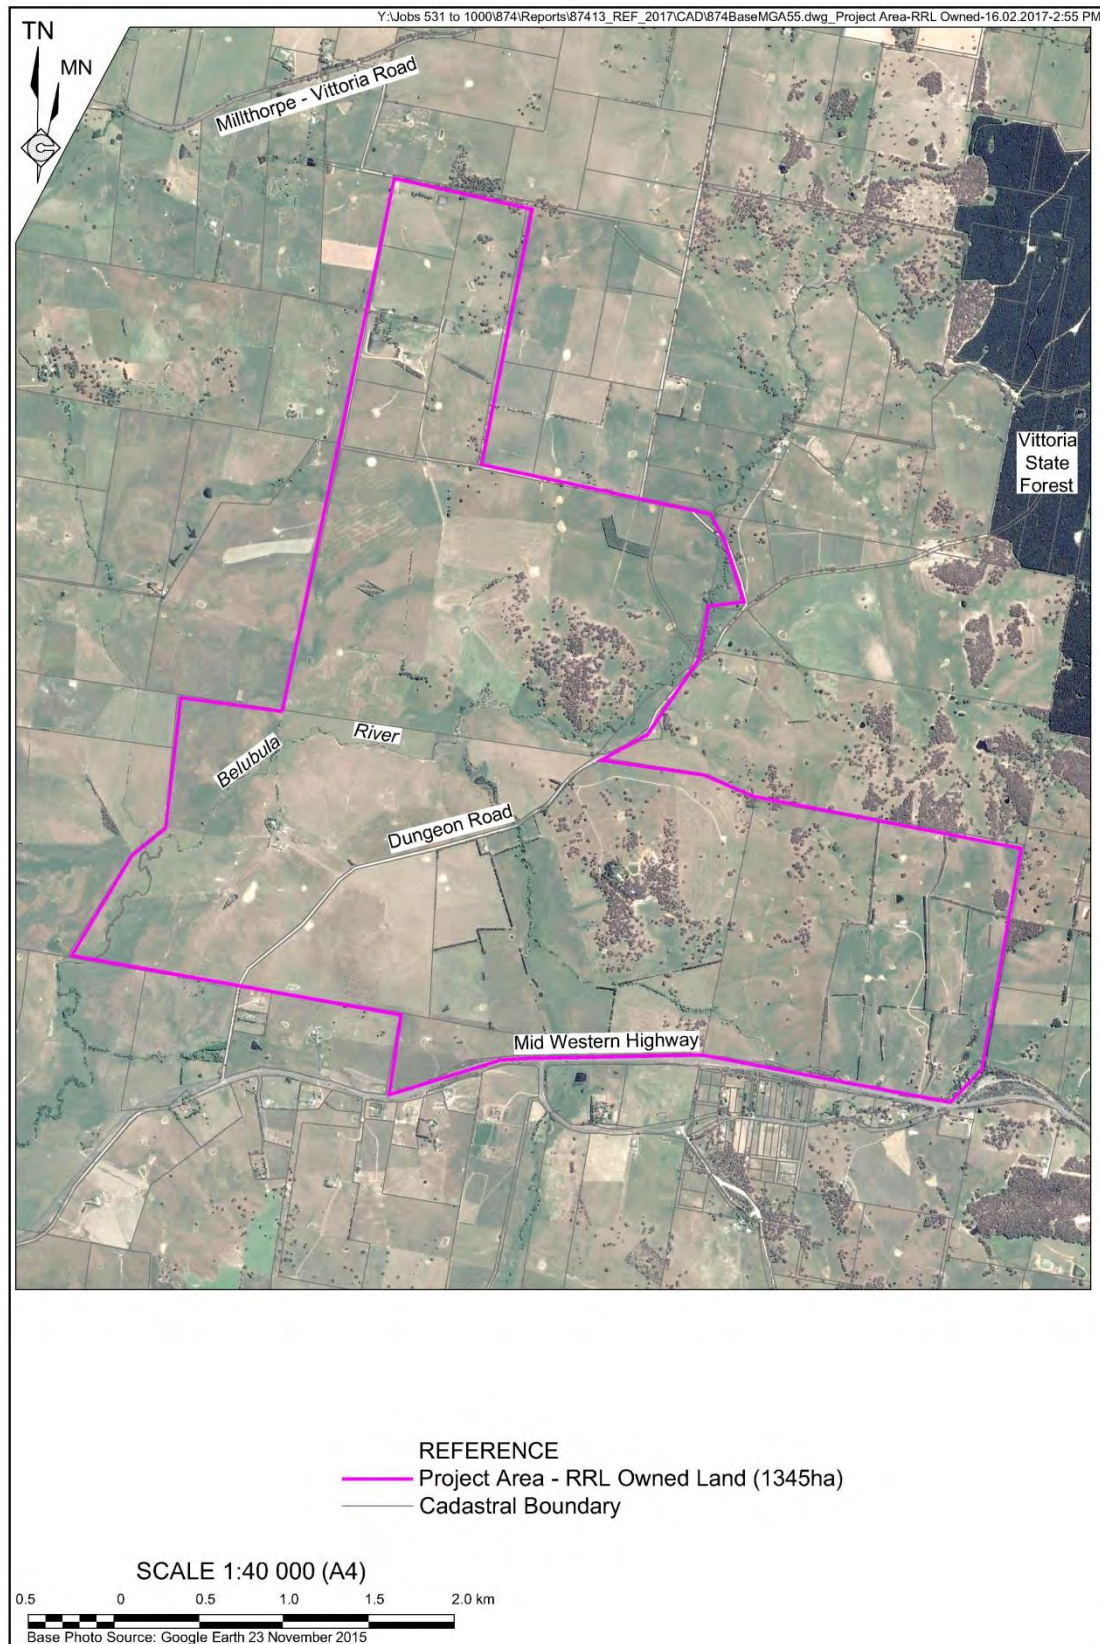 Y:\Jobs 531 to 1000\874\Reports\87413_REF_2017\CAD\874BaseMGA55.dwg_Project Area-RRL Owned-16.02.2017-2:55 PM
TN
MN
Millthorpe - Vittoria Road
Vittoria
State
Forest
Belubula
River
Dungeon Road
Mid Western Highway
REFERENCE
Project Area - RRL Owned Land (1345ha)
Cadastral Boundary
SCALE 1:40 000 (A4)
0.5 0 0.5 1.0 1.5 2.0 km
Base Photo Source: Google Earth 23 November 2015